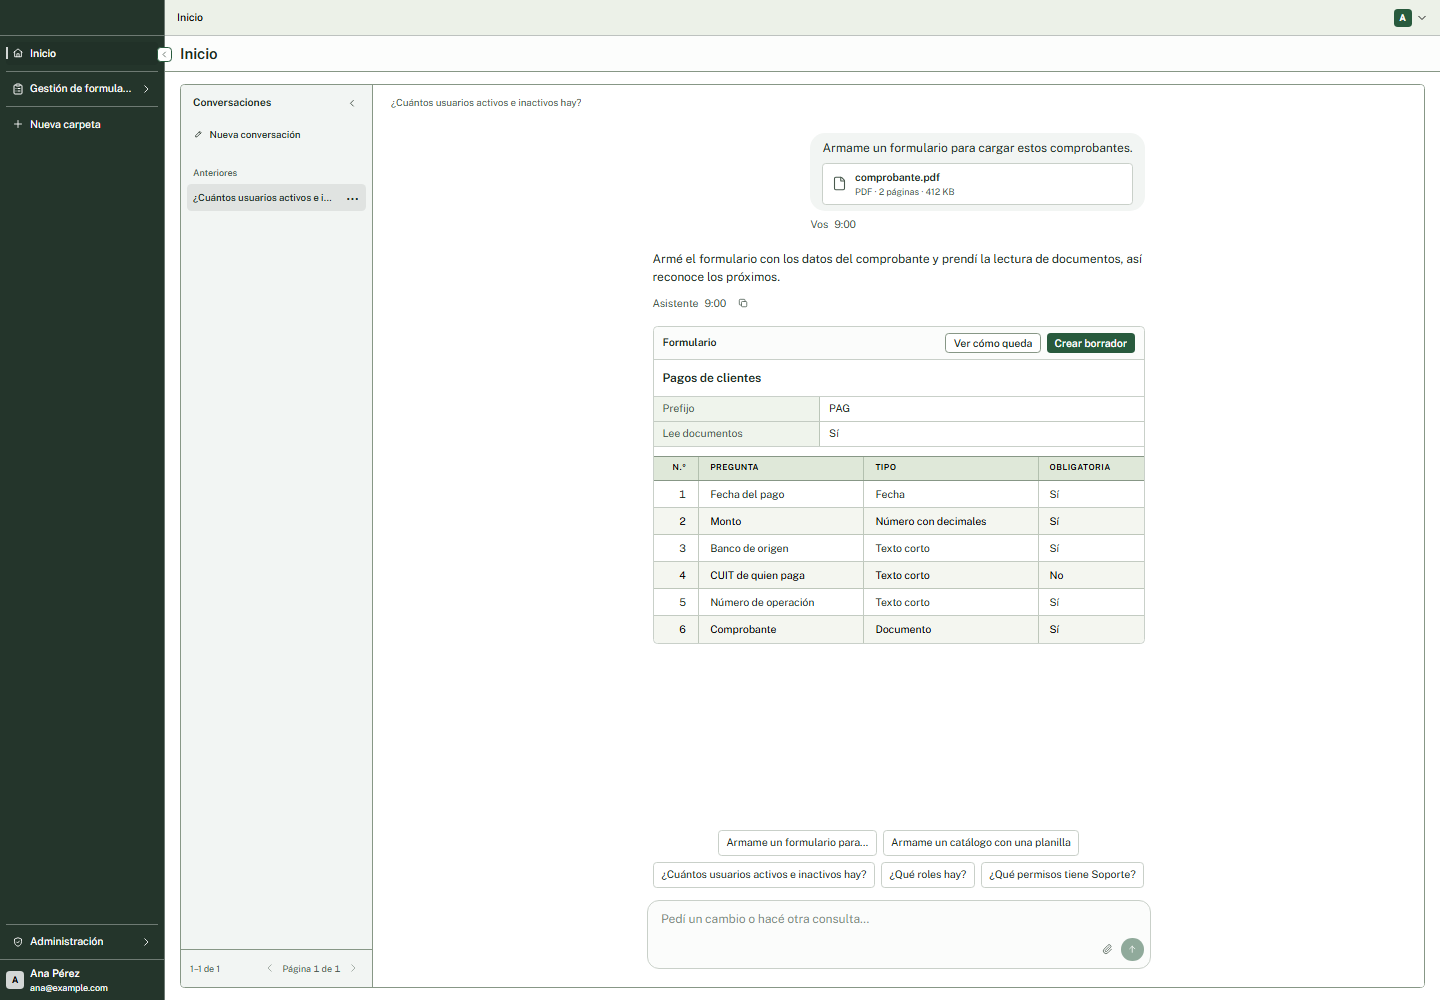 Inicio
A
Inicio
Inicio
Gestión de formula...
Nueva carpeta
Conversaciones
Nueva conversación
Anteriores
¿Cuántos usuarios activos e i...
¿Cuántos usuarios activos e inactivos hay?
Armame un formulario para cargar estos comprobantes.
comprobante.pdf
PDF · 2 páginas · 412 KB
Vos 9:00
Armé el formulario con los datos del comprobante y prendí la lectura de documentos, así
reconoce los próximos.
Asistente 9:00
Formulario
Ver cómo queda
Crear borrador
Pagos de clientes
Prefijo PAG
Lee documentos Sí
N.º PREGUNTA TIPO OBLIGATORIA
1 Fecha del pago Fecha Sí
2 Monto Número con decimales Sí
3 Banco de origen Texto corto Sí
4 CUIT de quien paga Texto corto No
5 Número de operación Texto corto Sí
6 Comprobante Documento Sí
Armame un formulario para...
Armame un catálogo con una planilla
¿Cuántos usuarios activos e inactivos hay?
¿Qué roles hay?
¿Qué permisos tiene Soporte?
Pedí un cambio o hacé otra consulta...
Administración
A
Ana Pérez
ana@example.com
1–1 de 1
Página 1 de 1